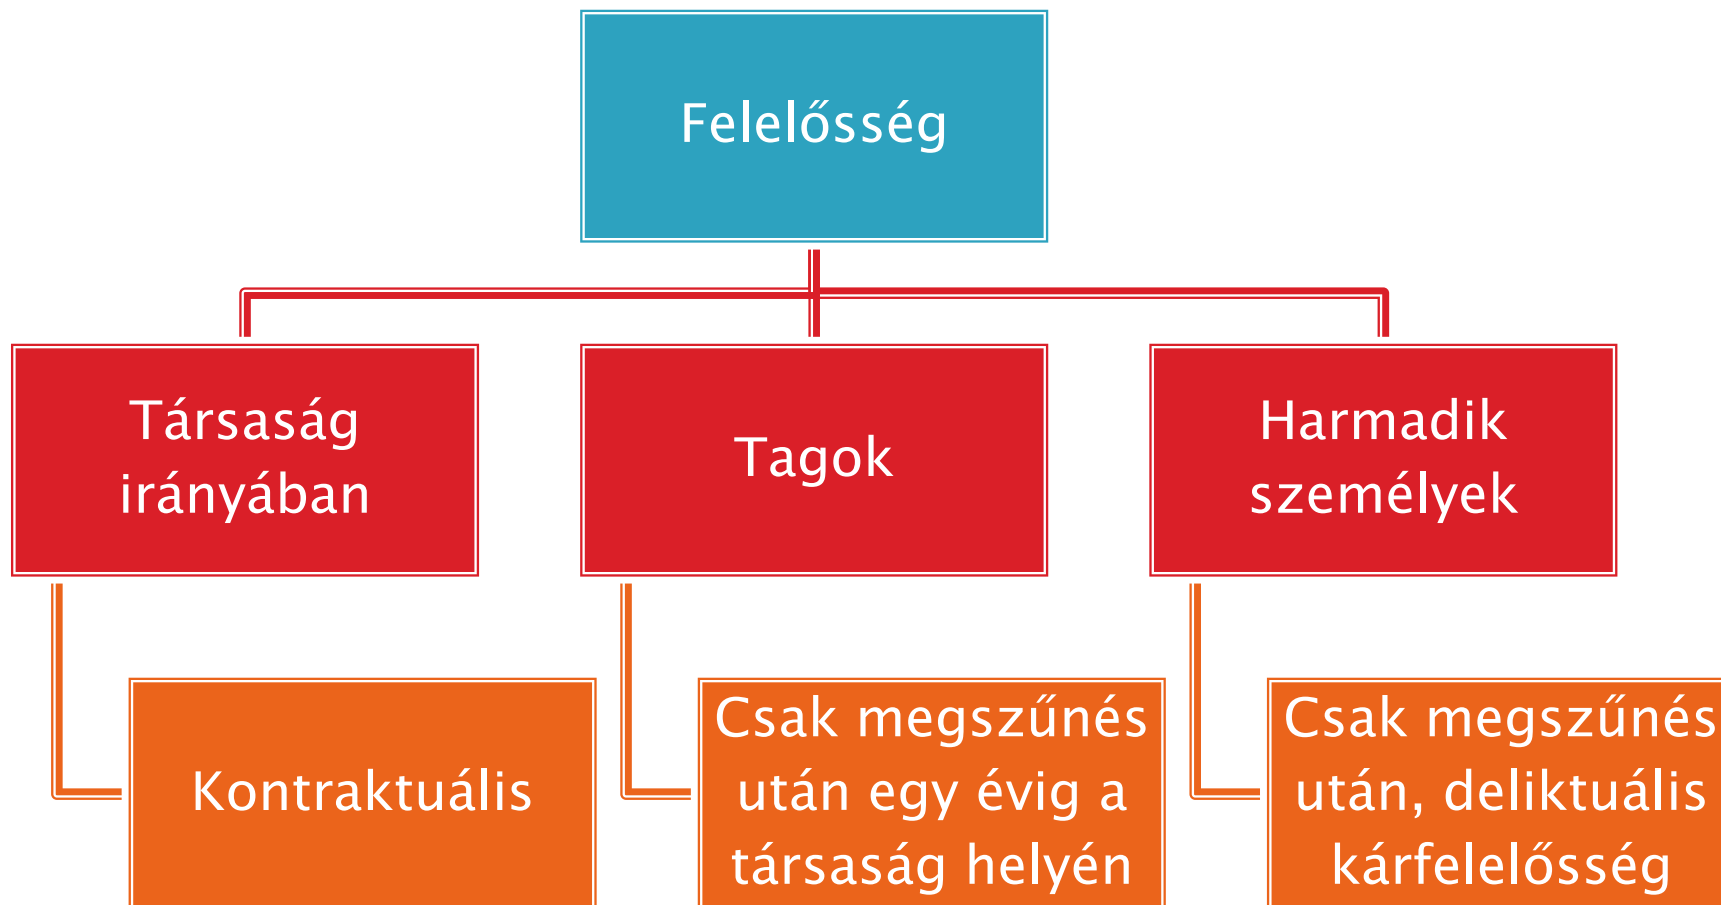 Felelősség
Társaság
irányában
Tagok
Harmadik
személyek
Kontraktuális
Csak megszűnés
után egy évig a
társaság helyén
Csak megszűnés
után, deliktuális
kárfelelősség